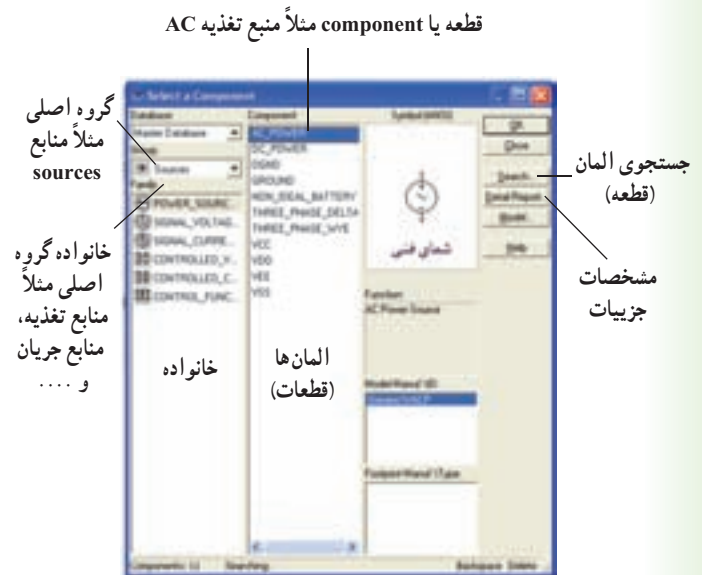 قطعه یا component مثلاً منبع تغذیه AC
گروه اصلی
مثلاً منابع
sources
خانواده گروه
اصلی مثلاً
منابع تغذیه،
منابع جریان
و ....
جستجوی المان
(قطعه)
مشخصات
جزییات
Select a Component
Database
Master Database
Group
Sources
Family
POWER_SOURC...
SIGNAL_VOLTAG...
SIGNAL_CURRE...
CONTROLLED_V...
CONTROLLED_C...
CONTROL_FUNC...
خانواده
Component
AC_POWER
DC_POWER
DGND
GROUND
NON_IDEAL_BATTERY
THREE_PHASE_DELTA
THREE_PHASE_WYE
VCC
VDD
VEE
VSS
المان‌ها
(قطعات)
Symbol (ANSI)
شمای فنی
Function
AC Power Source
Model Manuf.\ID
Footprint Manuf.\Type
OK
Close
Search...
Detail Report
Model
Help
Components: 11
Searching:
Backspace Delete